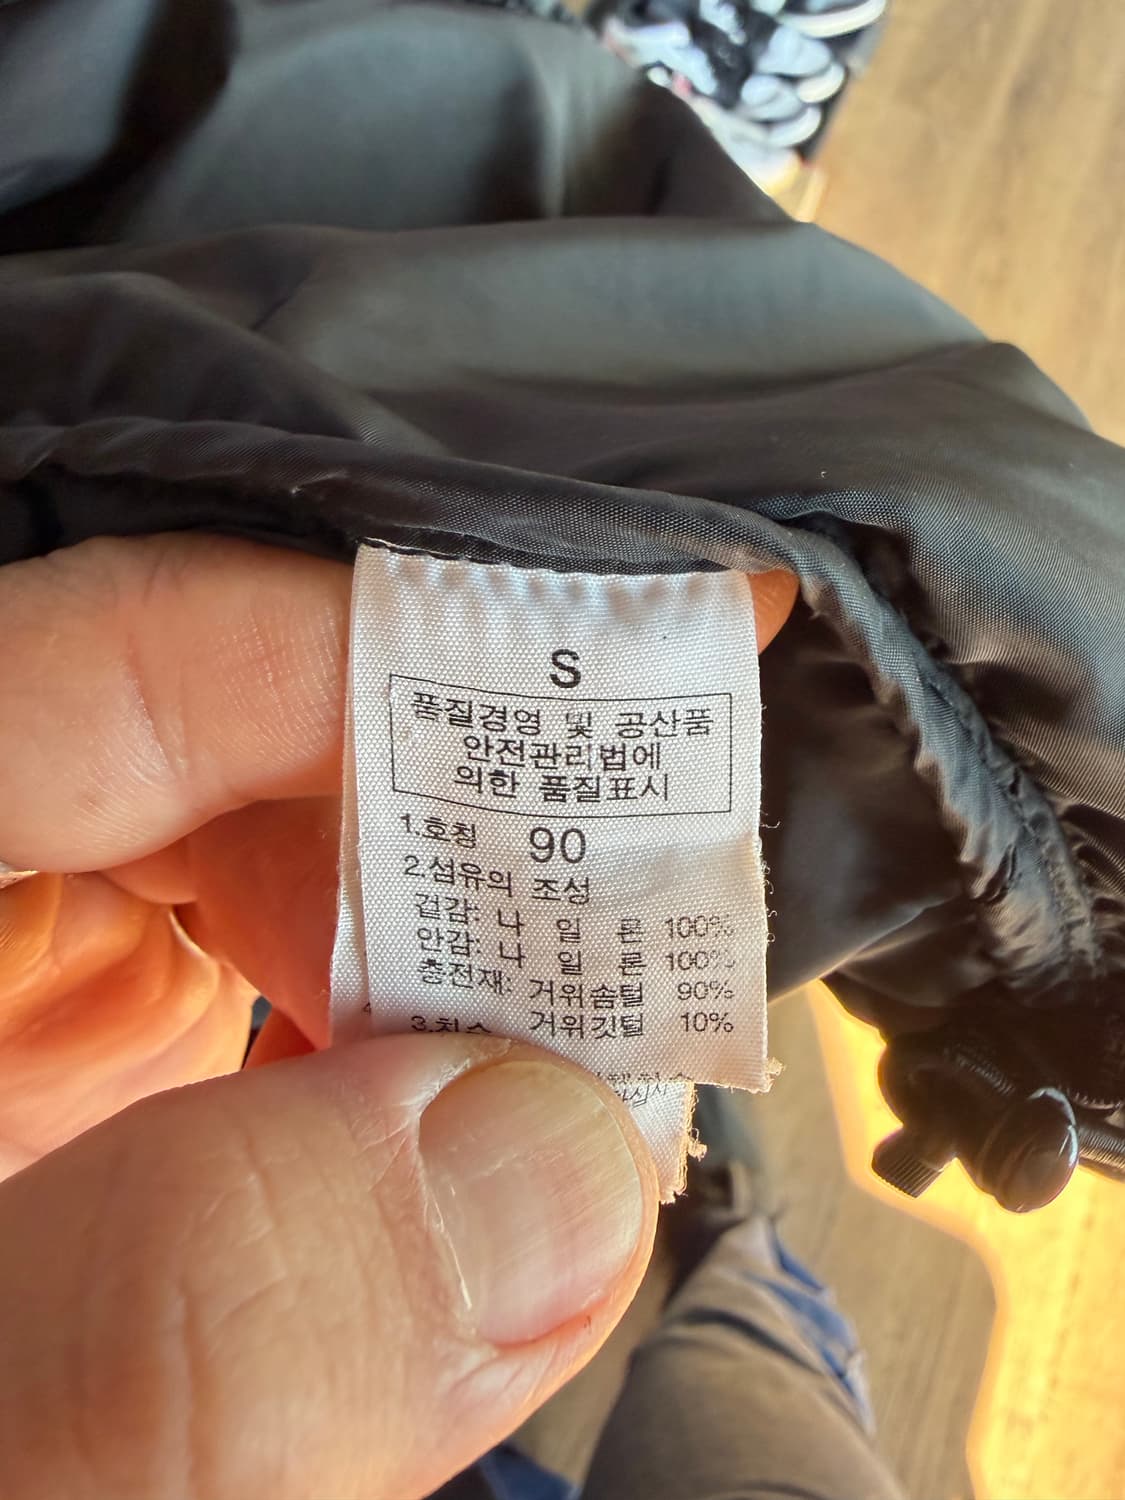 S
품질경영 및 공산품
안전관리법에
의한 품질표시
1.호칭 90
2.섬유의 조성
겉감: 나 일 론 100%
안감: 나 일 론 100%
충전재: 거위솜털 90%
거위깃털 10%
3.치수